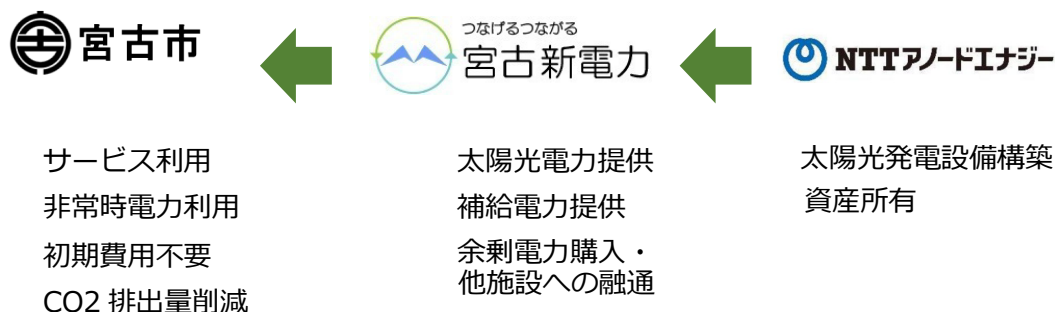 宮古市
つなげるつながる
宮古新電力
NTTアノードエナジー
サービス利用
非常時電力利用
初期費用不要
CO2 排出量削減
太陽光電力提供
補給電力提供
余剰電力購入・
他施設への融通
太陽光発電設備構築
資産所有